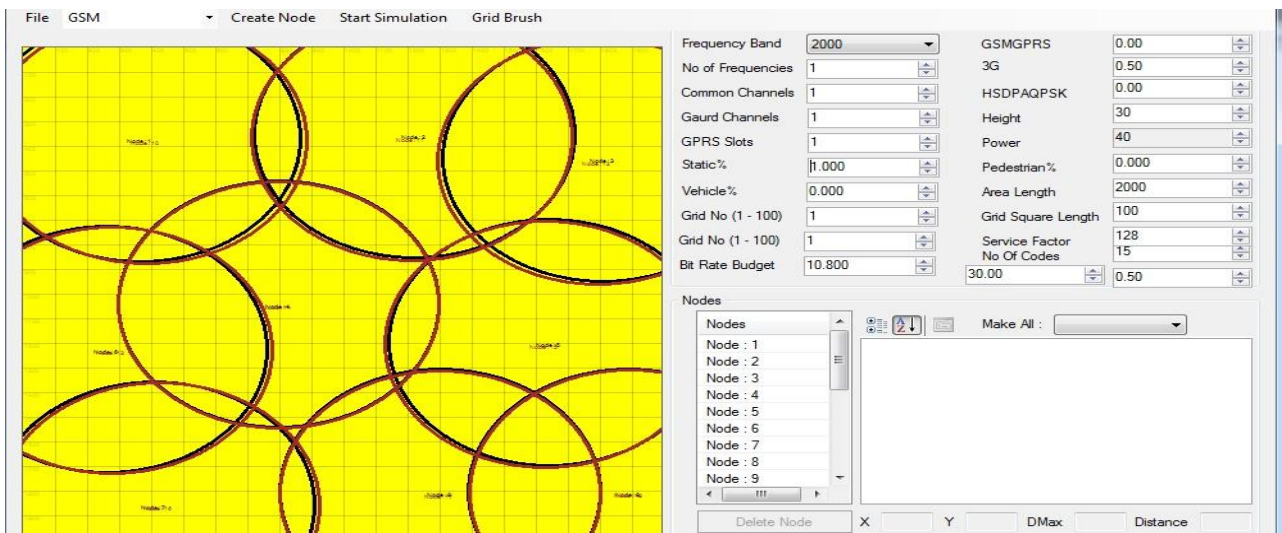 File GSM Create Node Start Simulation Grid Brush
Frequency Band 2000 GSMGPRS 0.00
No of Frequencies 1 3G 0.50
Common Channels 1 HSDPAQPSK 0.00
Gaurd Channels 1 Height 30
GPRS Slots 1 Power 40
Static% 1.000 Pedestrian% 0.000
Vehicle% 0.000 Area Length 2000
Grid No (1 - 100) 1 Grid Square Length 100
Grid No (1 - 100) 1 Service Factor 128
No Of Codes 15
Bit Rate Budget 10.800 30.00 0.50
Nodes
Nodes Make All :
Node : 1
Node : 2
Node : 3
Node : 4
Node : 5
Node : 6
Node : 7
Node : 8
Node : 9
Delete Node X Y DMax Distance